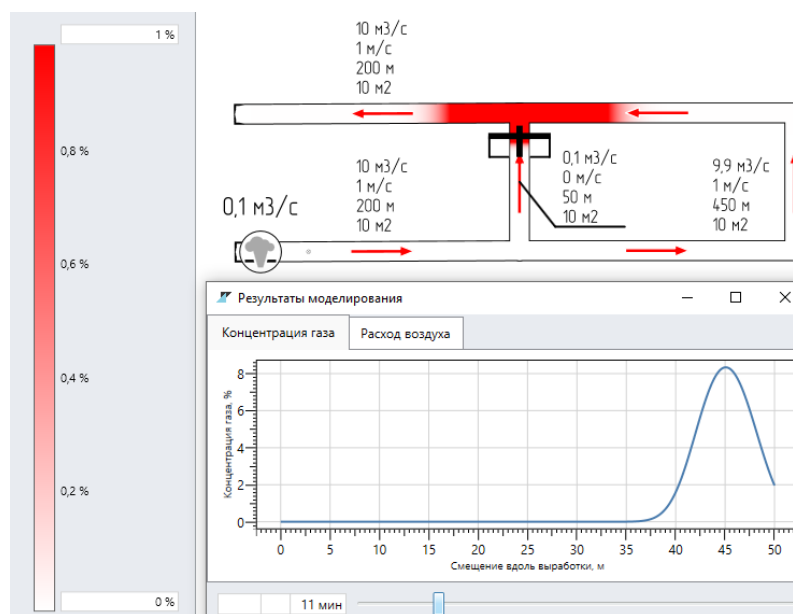 1 %
0,8 %
0,6 %
0,4 %
0,2 %
0 %
10 м3/с
1 м/с
200 м
10 м2
0,1 м3/с
10 м3/с
1 м/с
200 м
10 м2
0,1 м3/с
0 м/с
50 м
10 м2
9,9 м3/с
1 м/с
450 м
10 м2
Результаты моделирования
Концентрация газа
Расход воздуха
Концентрация газа, %
8
6
4
2
0
0 5 10 15 20 25 30 35 40 45 50
Смещение вдоль выработки, м
11 мин